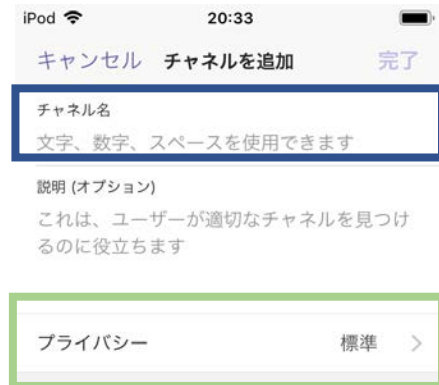 iPod 20:33
キャンセル チャネルを追加 完了
チャネル名
文字、数字、スペースを使用できます
説明 (オプション)
これは、ユーザーが適切なチャネルを見つけ
るのに役立ちます
プライバシー 標準